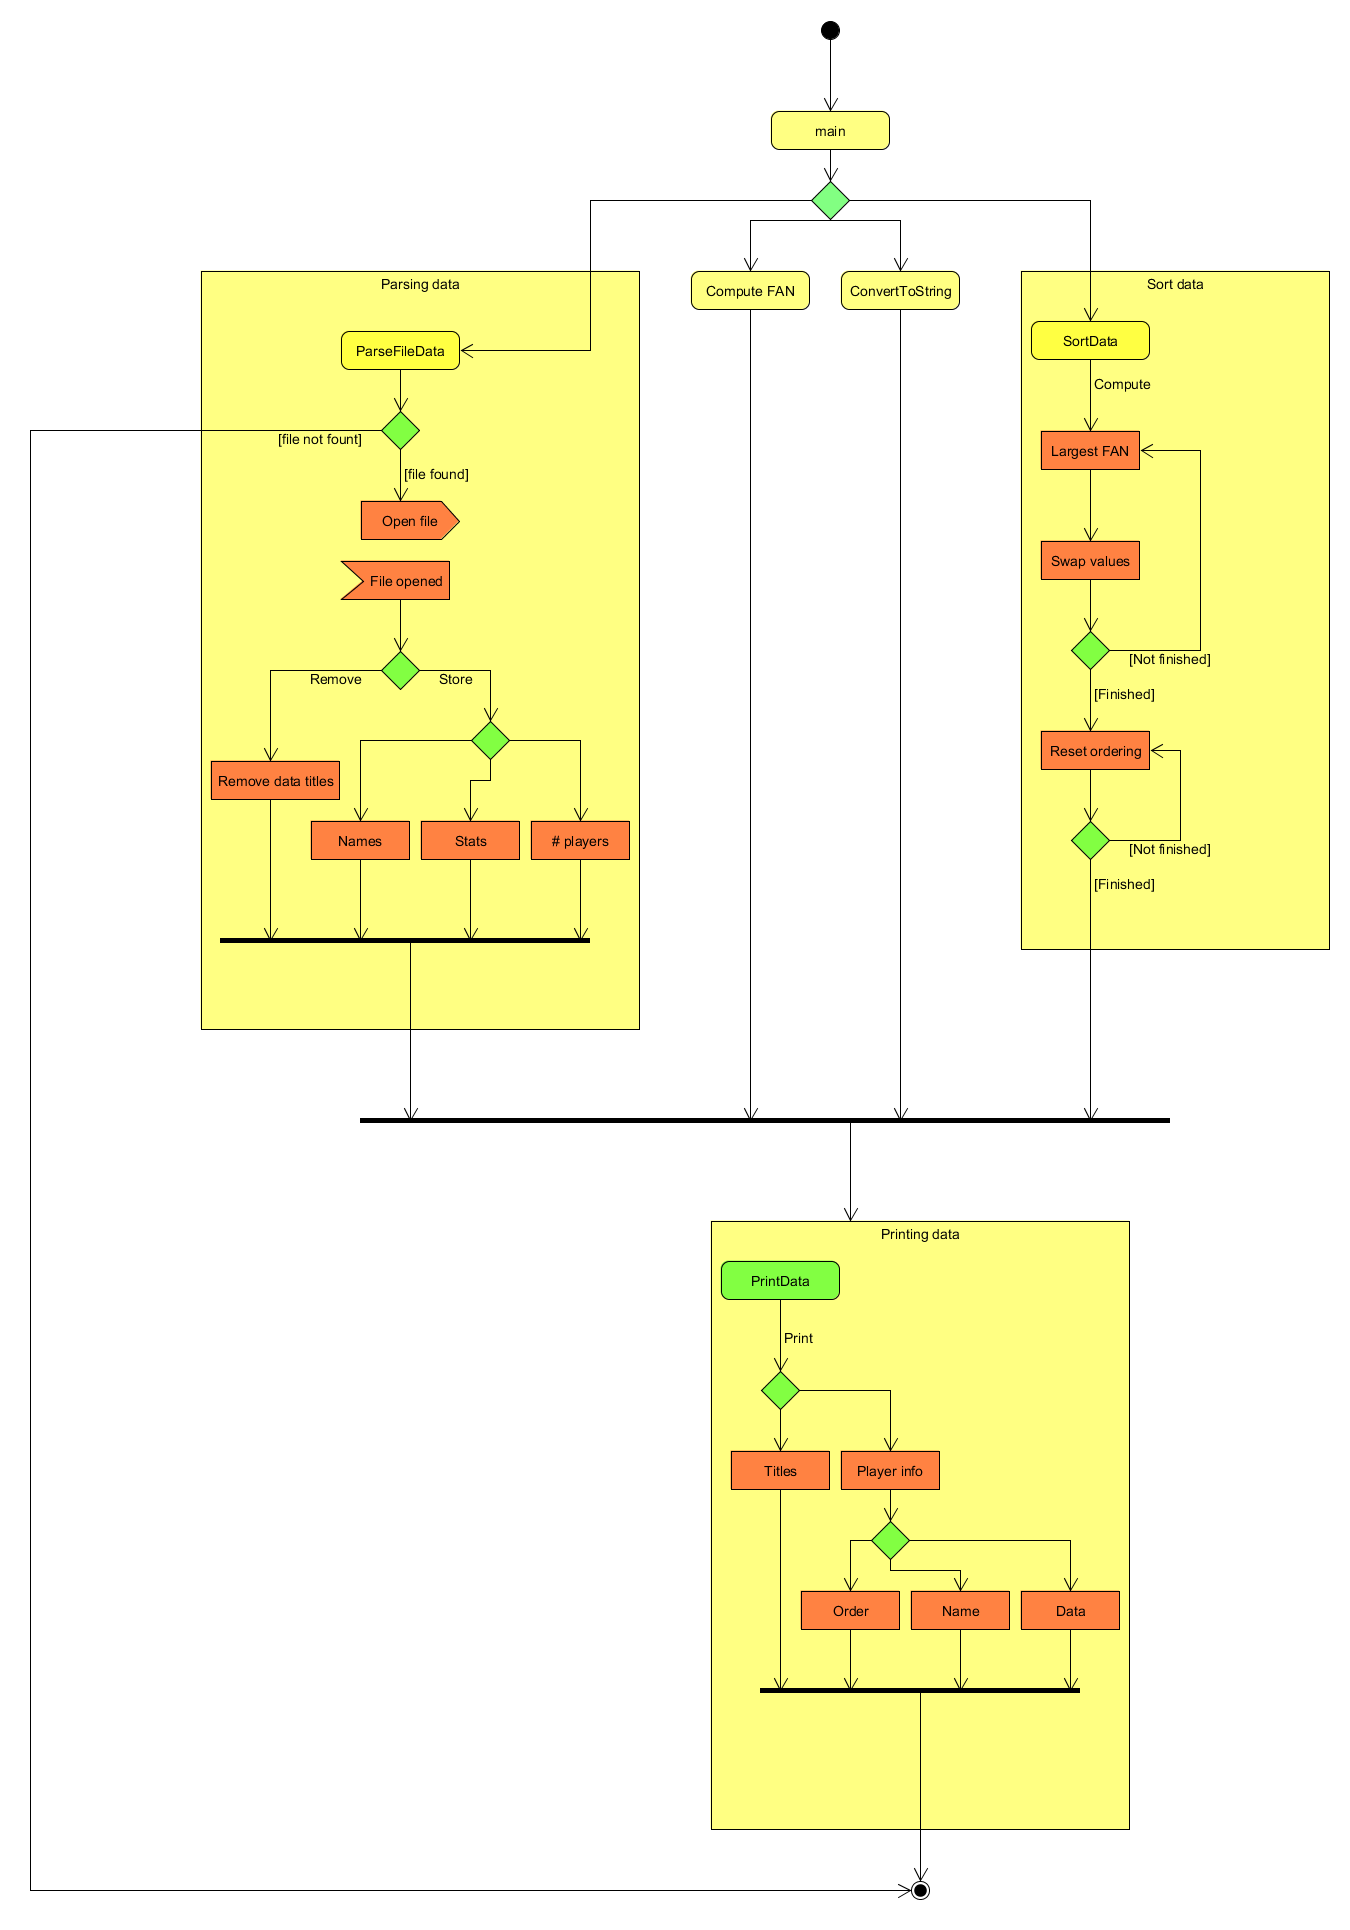 main
Parsing data
Compute FAN
ConvertToString
Sort data
ParseFileData
[file not fount]
[file found]
Open file
File opened
Remove
Store
Remove data titles
Names
Stats
# players
SortData
Compute
Largest FAN
Swap values
[Not finished]
[Finished]
Reset ordering
[Not finished]
[Finished]
Printing data
PrintData
Print
Titles
Player info
Order
Name
Data